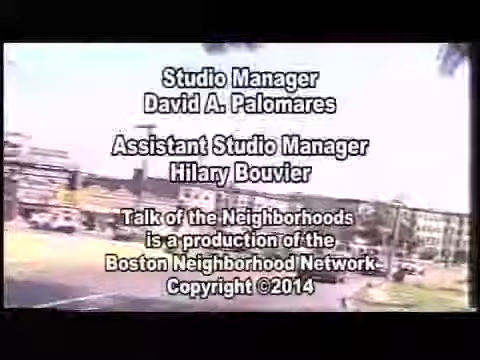 Studio Manager
David A. Palomares
Assistant Studio Manager
Hilary Bouvier
Talk of the Neighborhoods
is a production of the
Boston Neighborhood Network
Copyright ©2014